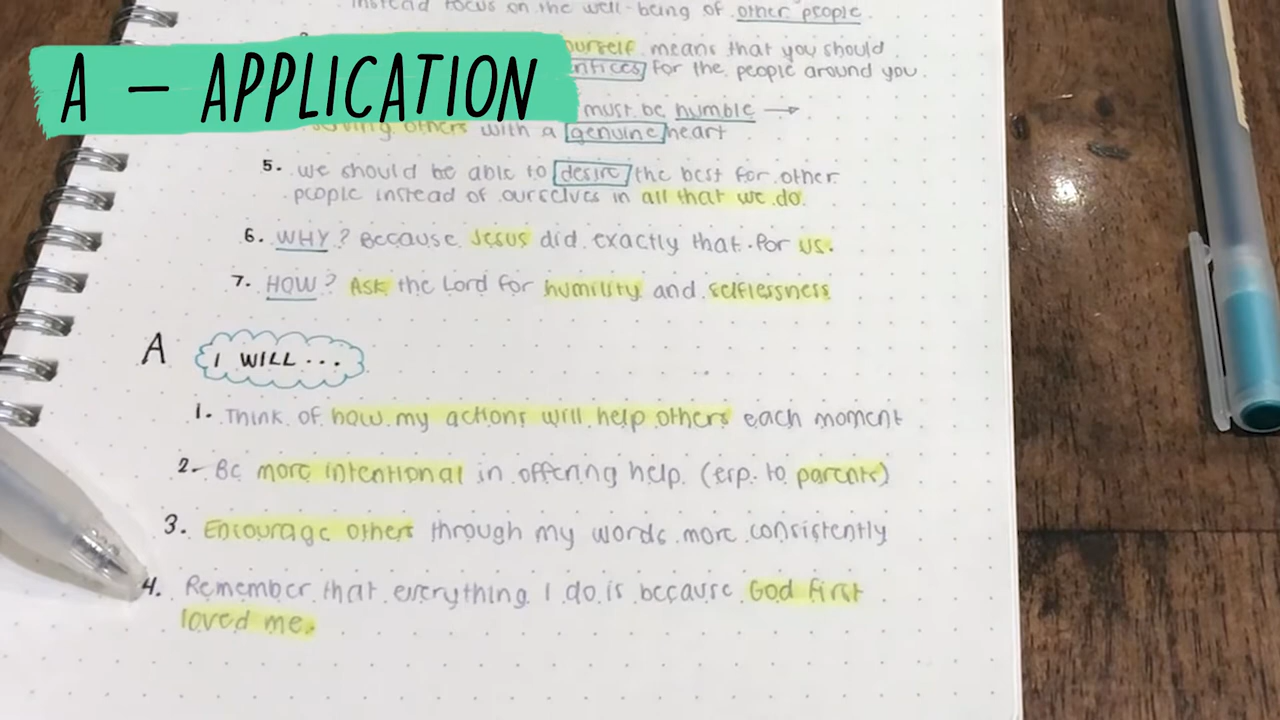 instead focus on the well-being of other people.
A – APPLICATION
ourself means that you should
for the people around you.
must be humble →
serving others with a genuine heart
5. we should be able to desire the best for other
people instead of ourselves in all that we do.
6. WHY? Because Jesus did exactly that for us.
7. HOW? Ask the Lord for humility and selflessness
A I WILL...
1. Think of how my actions will help others each moment
2. Be more intentional in offering help (esp. to parents)
3. Encourage others through my words more consistently
4. Remember that everything I do is because God first
loved me.